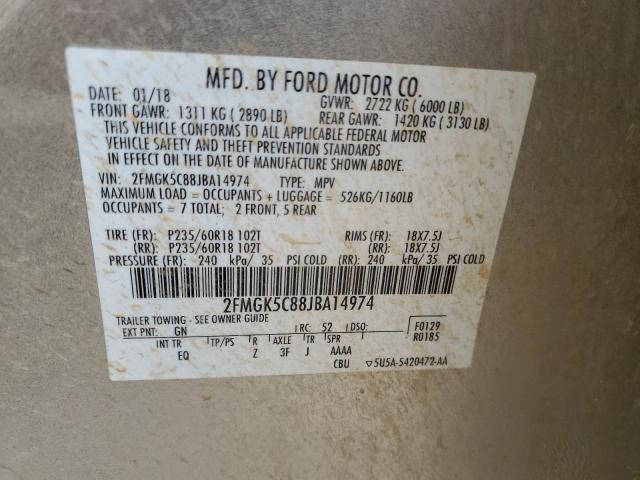 MFD. BY FORD MOTOR CO.
DATE: 01/18 GVWR: 2722 KG ( 6000 LB)
FRONT GAWR: 1311 KG ( 2890 LB) REAR GAWR: 1420 KG ( 3130 LB)
THIS VEHICLE CONFORMS TO ALL APPLICABLE FEDERAL MOTOR
VEHICLE SAFETY AND THEFT PREVENTION STANDARDS
IN EFFECT ON THE DATE OF MANUFACTURE SHOWN ABOVE.
VIN: 2FMGK5C88JBA14974 TYPE: MPV
MAXIMUM LOAD = OCCUPANTS + LUGGAGE = 526KG/1160LB
OCCUPANTS = 7 TOTAL; 2 FRONT, 5 REAR
TIRE (FR): P235/60R18 102T RIMS (FR): 18X7.5J
(RR): P235/60R18 102T (RR): 18X7.5J
PRESSURE (FR): 240 kPa/ 35 PSI COLD (RR): 240 kPa/ 35 PSI COLD
2FMGK5C88JBA14974
TRAILER TOWING - SEE OWNER GUIDE
EXT PNT: GN RC: 52 DSO: F0129
R0185
INT TR TP/PS R AXLE TR SPR
EQ Z 3F J AAAA
CBU ▽5U5A-5420472-AA